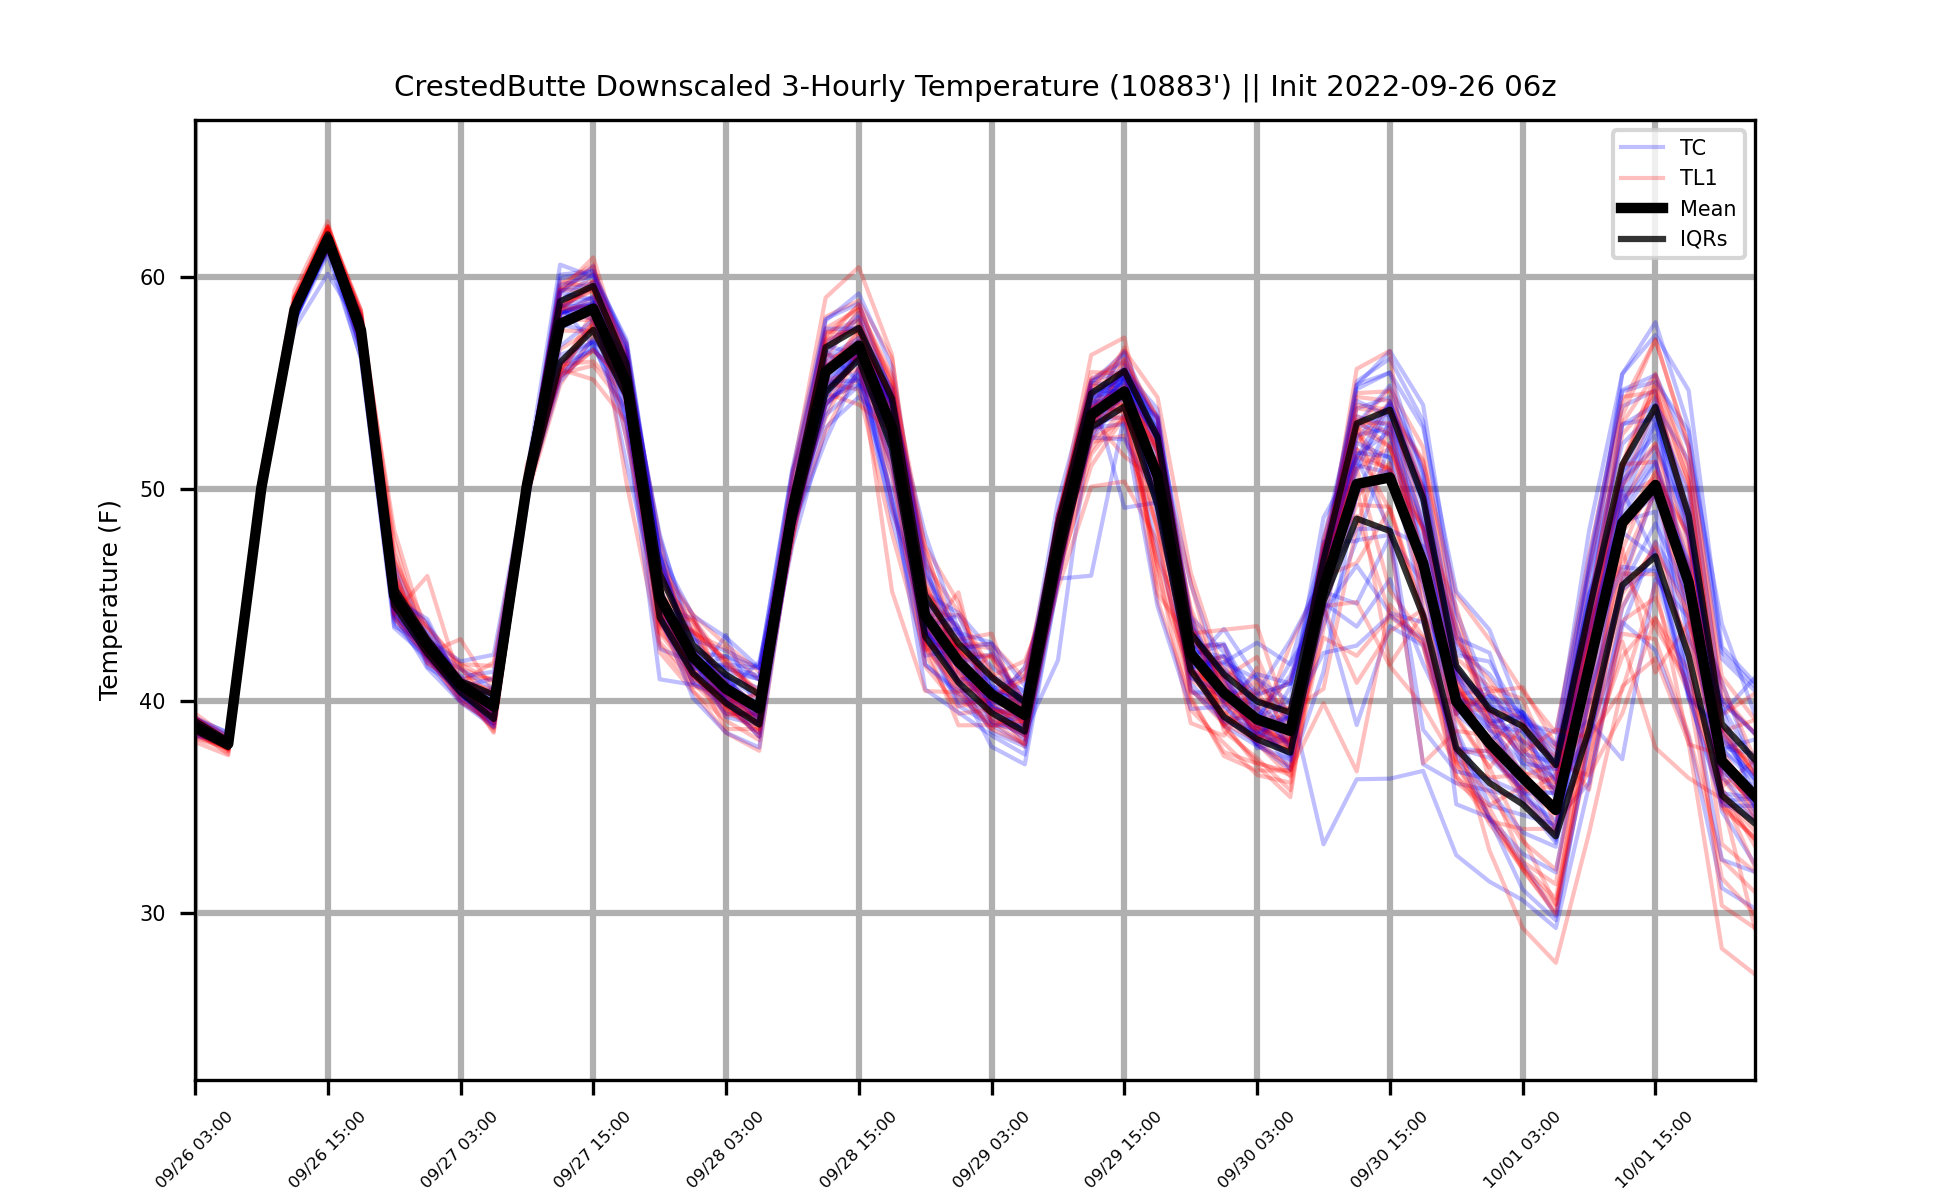 CrestedButte Downscaled 3-Hourly Temperature (10883') || Init 2022-09-26 06z
TC
TL1
Mean
IQRs
Temperature (F)
60
50
40
30
09/26 03:00
09/26 15:00
09/27 03:00
09/27 15:00
09/28 03:00
09/28 15:00
09/29 03:00
09/29 15:00
09/30 03:00
09/30 15:00
10/01 03:00
10/01 15:00